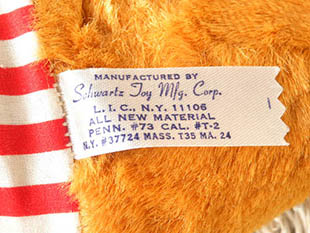 MANUFACTURED BY
Schwartz Toy Mfg. Corp.
L. I. C., N.Y. 11106
ALL NEW MATERIAL
PENN. #73 CAL. #T-2
N.Y. #37724 MASS. T35 MA. 24